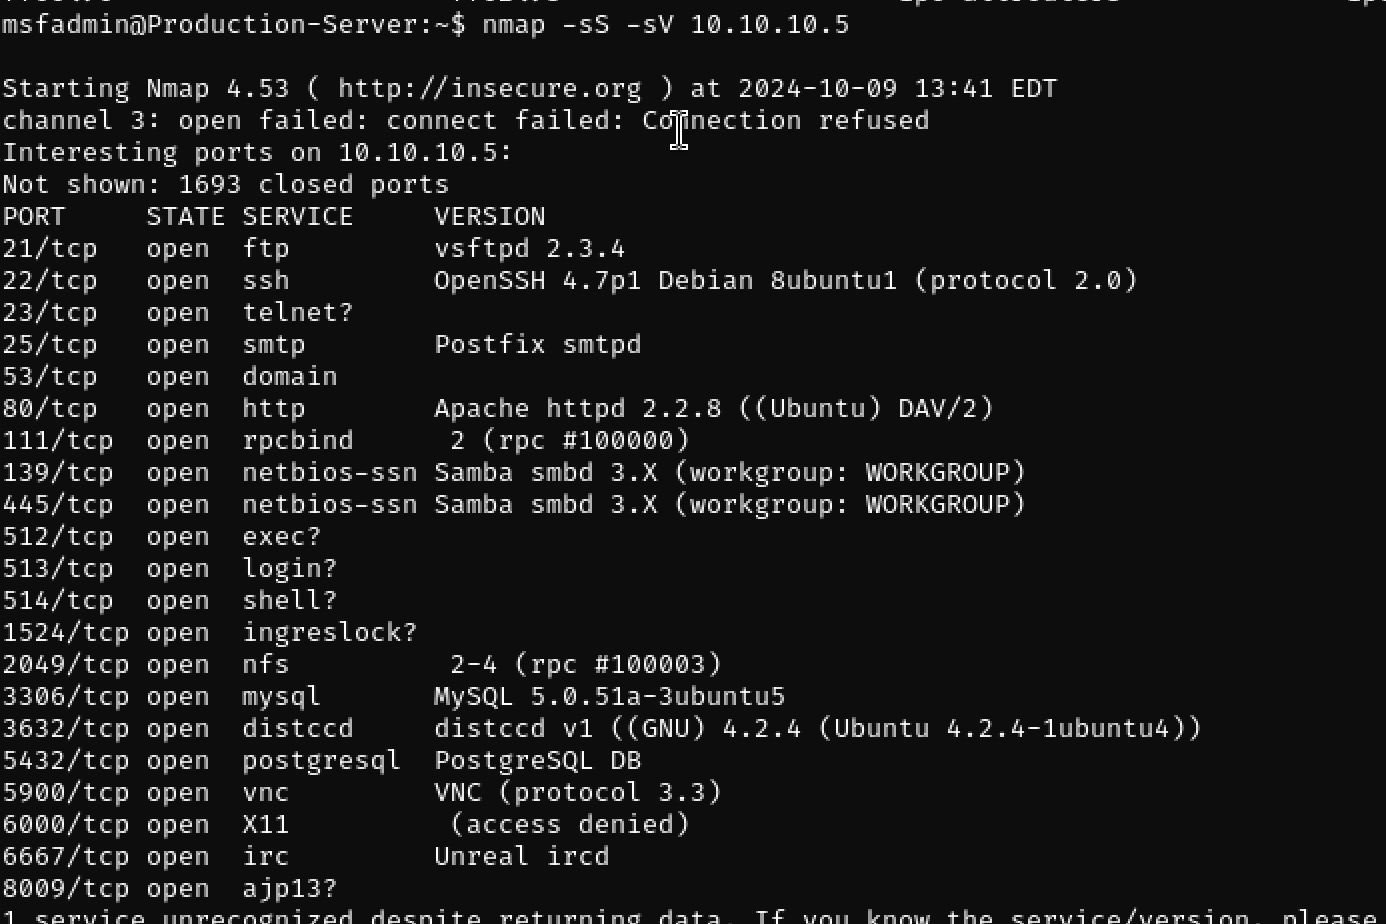 msfadmin@Production-Server:~$ nmap -sS -sV 10.10.10.5
Starting Nmap 4.53 ( http://insecure.org ) at 2024-10-09 13:41 EDT
channel 3: open failed: connect failed: Connection refused
Interesting ports on 10.10.10.5:
Not shown: 1693 closed ports
PORT     STATE SERVICE     VERSION
21/tcp   open  ftp         vsftpd 2.3.4
22/tcp   open  ssh         OpenSSH 4.7p1 Debian 8ubuntu1 (protocol 2.0)
23/tcp   open  telnet?
25/tcp   open  smtp        Postfix smtpd
53/tcp   open  domain
80/tcp   open  http        Apache httpd 2.2.8 ((Ubuntu) DAV/2)
111/tcp  open  rpcbind      2 (rpc #100000)
139/tcp  open  netbios-ssn Samba smbd 3.X (workgroup: WORKGROUP)
445/tcp  open  netbios-ssn Samba smbd 3.X (workgroup: WORKGROUP)
512/tcp  open  exec?
513/tcp  open  login?
514/tcp  open  shell?
1524/tcp open  ingreslock?
2049/tcp open  nfs          2-4 (rpc #100003)
3306/tcp open  mysql       MySQL 5.0.51a-3ubuntu5
3632/tcp open  distccd     distccd v1 ((GNU) 4.2.4 (Ubuntu 4.2.4-1ubuntu4))
5432/tcp open  postgresql  PostgreSQL DB
5900/tcp open  vnc         VNC (protocol 3.3)
6000/tcp open  X11          (access denied)
6667/tcp open  irc         Unreal ircd
8009/tcp open  ajp13?
1 service unrecognized despite returning data. If you know the service/version, please